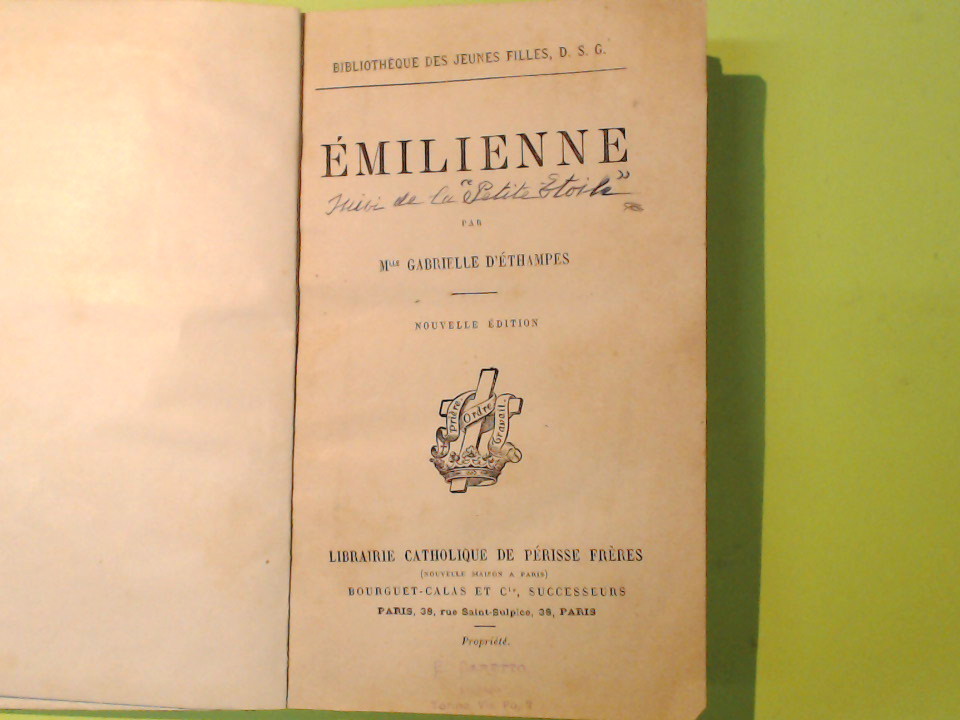 BIBLIOTHÈQUE DES JEUNES FILLES, D. S. G.
ÉMILIENNE
Suivi de la "Petite Etoile"
PAR
Mlle GABRIELLE D'ÉTHAMPES
NOUVELLE ÉDITION
Prière Ordre Travail.
LIBRAIRIE CATHOLIQUE DE PÉRISSE FRÈRES
(NOUVELLE MAISON A PARIS)
BOURGUET-CALAS ET Cie, SUCCESSEURS
PARIS, 38, rue Saint-Sulpice, 38, PARIS
Propriété.